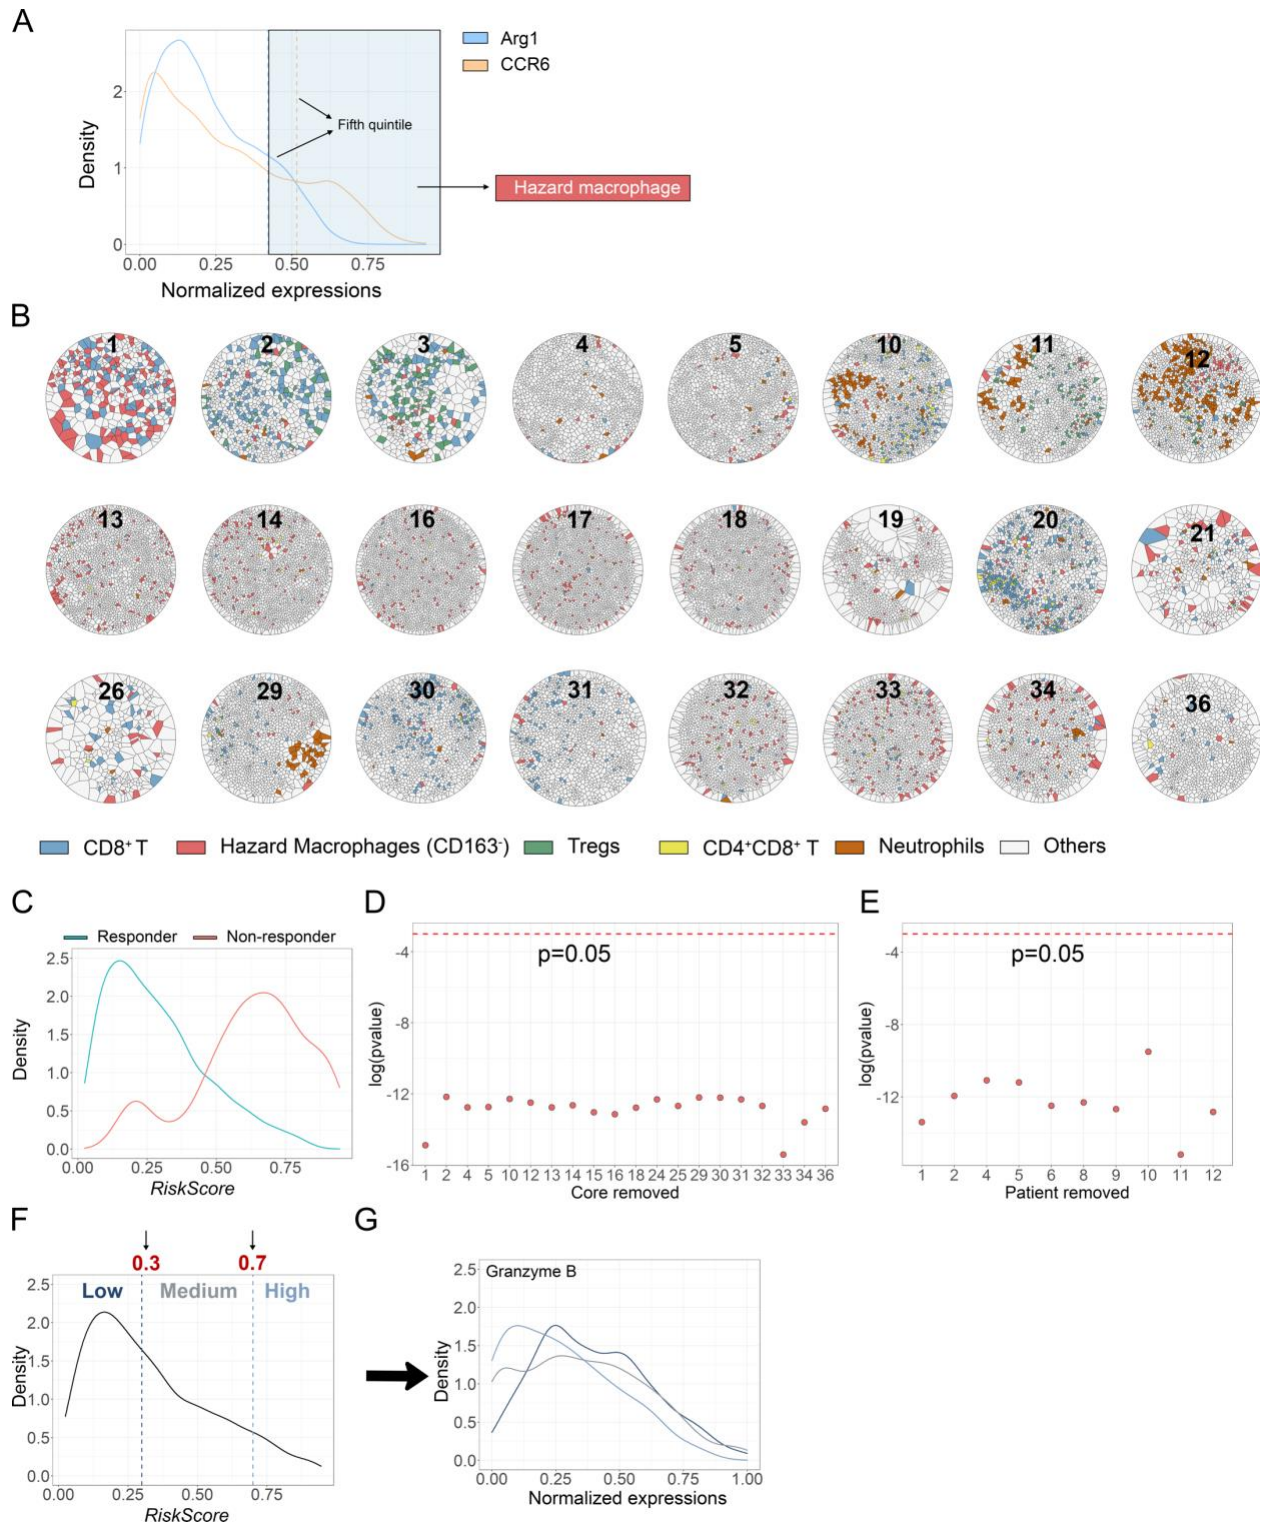 A
Arg1
CCR6
Fifth quintile
Hazard macrophage
Density
2
1
0
0.00 0.25 0.50 0.75
Normalized expressions
B
1 2 3 4 5 10 11 12
13 14 16 17 18 19 20 21
26 29 30 31 32 33 34 36
CD8⁺ T Hazard Macrophages (CD163⁻) Tregs CD4⁺CD8⁺ T Neutrophils Others
C
Responder Non-responder
Density
2.5
2.0
1.5
1.0
0.5
0.0
0.00 0.25 0.50 0.75
RiskScore
D
p=0.05
log(pvalue)
-4
-8
-12
-16
1 2 4 5 10 12 13 14 15 16 18 24 25 29 30 31 32 33 34 36
Core removed
E
p=0.05
log(pvalue)
-4
-8
-12
1 2 4 5 6 8 9 10 11 12
Patient removed
F
0.3 0.7
Low Medium High
Density
2.5
2.0
1.5
1.0
0.5
0.0
0.00 0.25 0.50 0.75
RiskScore
G
Granzyme B
Density
2.5
2.0
1.5
1.0
0.5
0.0
0.00 0.25 0.50 0.75 1.00
Normalized expressions